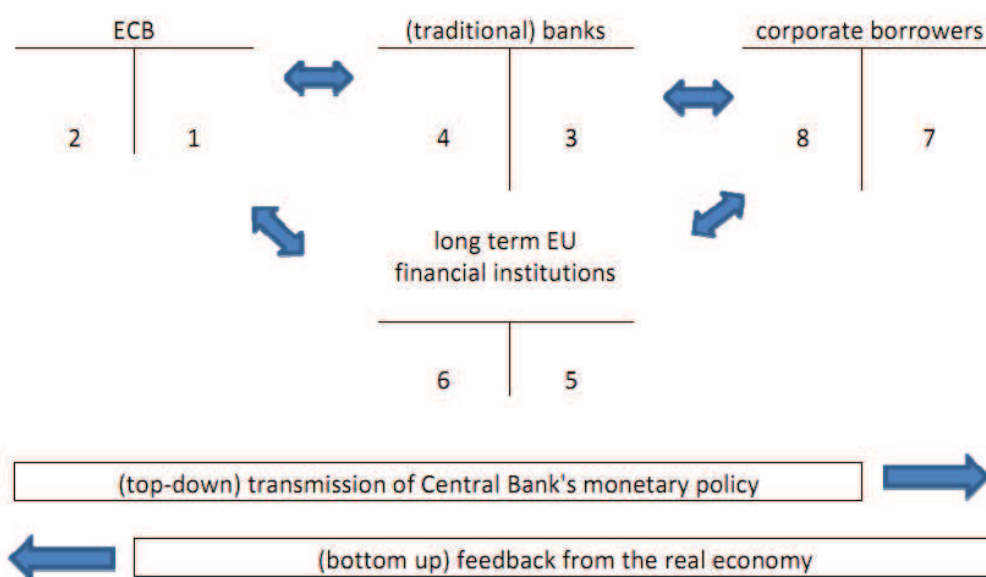 ECB
(traditional) banks
corporate borrowers
2 1
4 3
8 7
long term EU
financial institutions
6 5
(top-down) transmission of Central Bank's monetary policy
(bottom up) feedback from the real economy